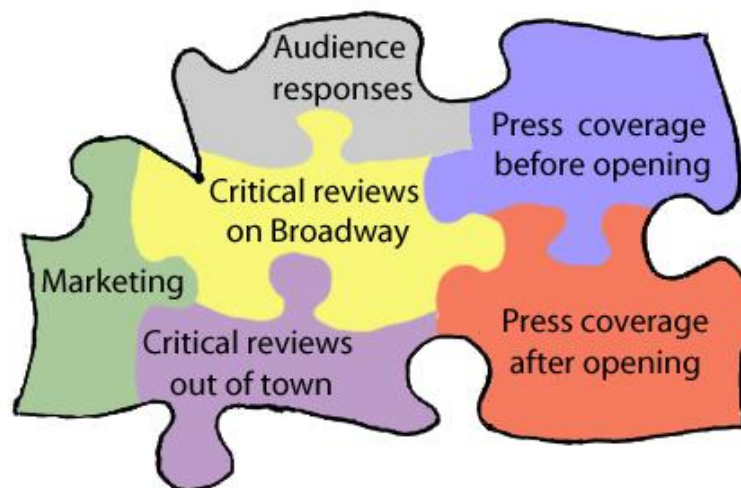 Audience
responses
Press coverage
before opening
Critical reviews
on Broadway
Marketing
Critical reviews
out of town
Press coverage
after opening